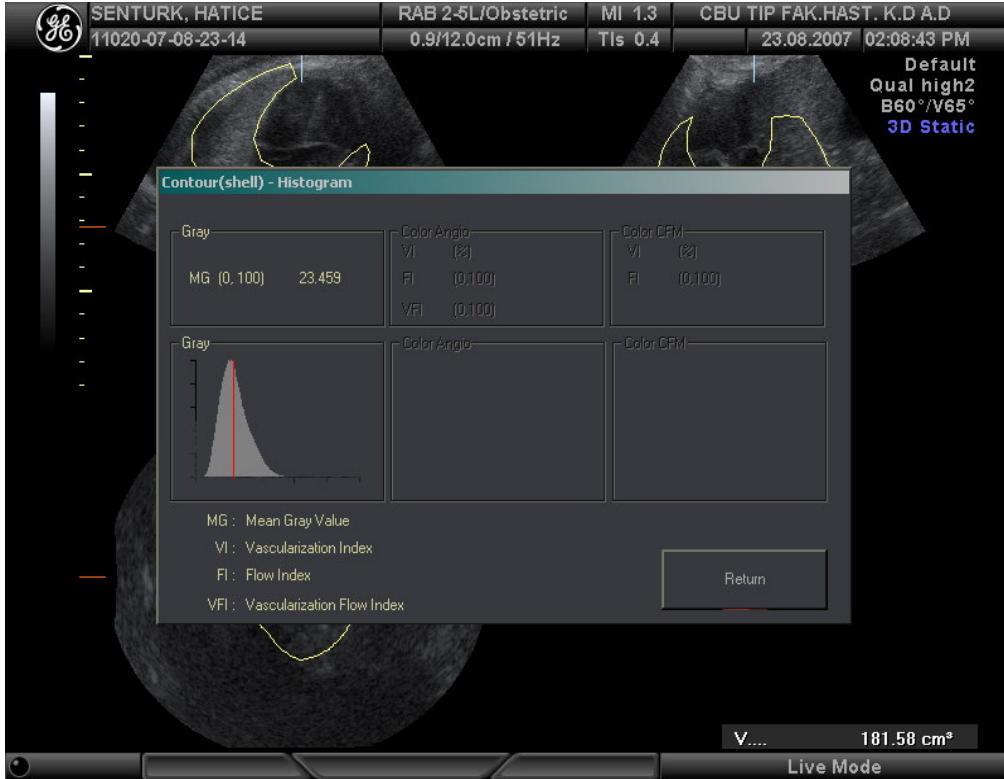 SENTURK, HATICE RAB 2-5L/Obstetric MI 1.3 CBU TIP FAK.HAST. K.D A.D
11020-07-08-23-14 0.9/12.0cm / 51Hz TIs 0.4 23.08.2007 02:08:43 PM
Default
Qual high2
B60°/V65°
3D Static
Contour(shell) - Histogram
Gray
MG (0, 100) 23.459
Color Angio
VI (%)
FI (0,100)
VFI (0,100)
Color CFM
VI (%)
FI (0,100)
Gray
Color Angio
Color CFM
MG : Mean Gray Value
VI : Vascularization Index
FI : Flow Index
VFI : Vascularization Flow Index
Return
V.... 181.58 cm³
Live Mode